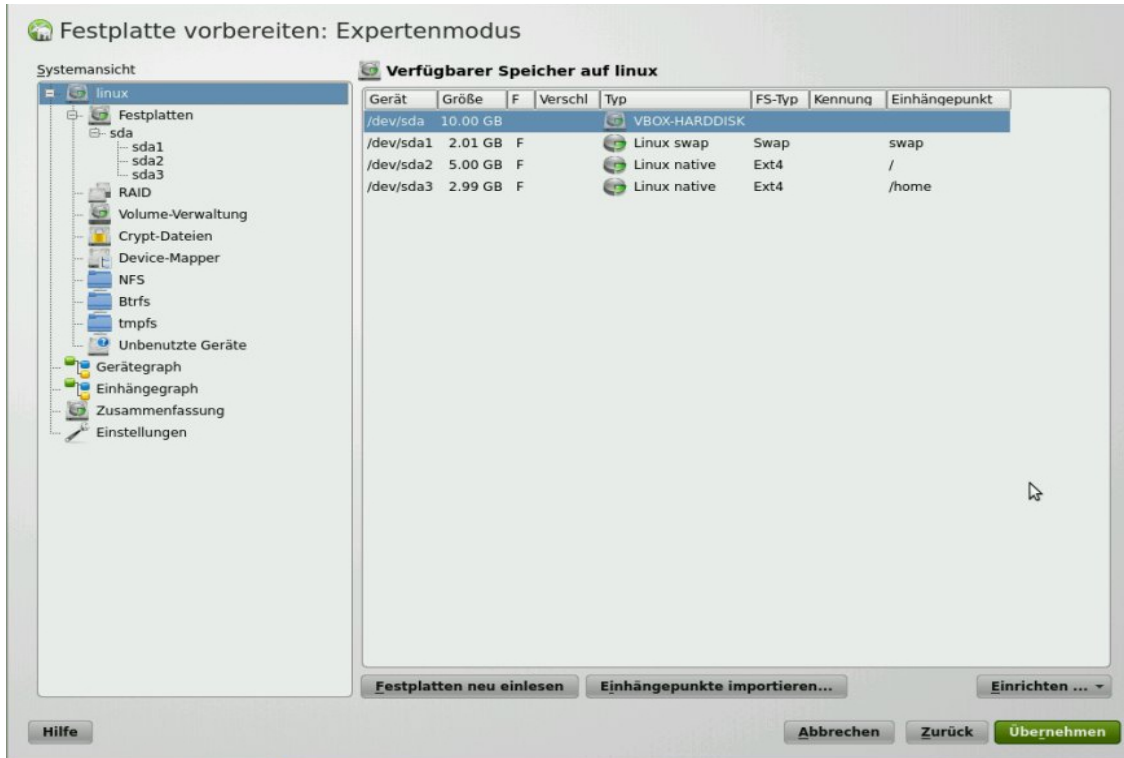 Festplatte vorbereiten: Expertenmodus
Systemansicht
linux
Festplatten
sda
sda1
sda2
sda3
RAID
Volume-Verwaltung
Crypt-Dateien
Device-Mapper
NFS
Btrfs
tmpfs
Unbenutzte Geräte
Gerätegraph
Einhängegraph
Zusammenfassung
Einstellungen
Verfügbarer Speicher auf linux
Gerät Größe F Verschl Typ FS-Typ Kennung Einhängepunkt
/dev/sda 10.00 GB VBOX-HARDDISK
/dev/sda1 2.01 GB F Linux swap Swap swap
/dev/sda2 5.00 GB F Linux native Ext4 /
/dev/sda3 2.99 GB F Linux native Ext4 /home
Festplatten neu einlesen Einhängepunkte importieren... Einrichten ...
Hilfe Abbrechen Zurück Übernehmen